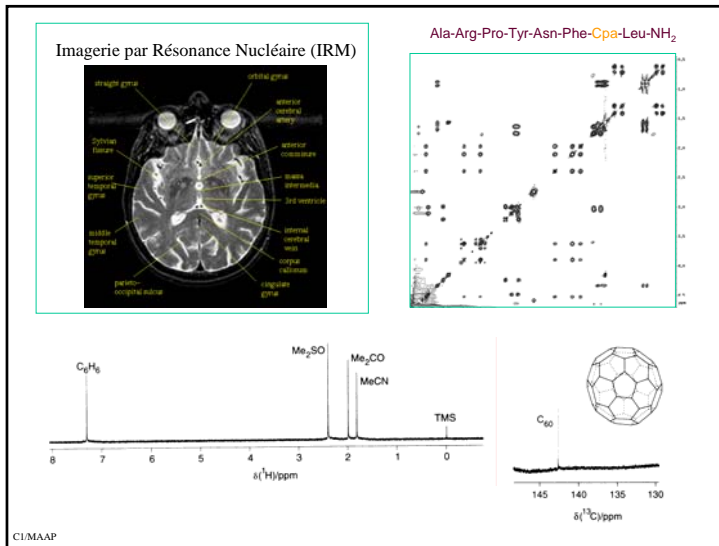 Imagerie par Résonance Nucléaire (IRM)
straight gyrus
orbital gyrus
anterior
cerebral
artery
Sylvian
fissure
anterior
commissure
superior
temporal
gyrus
massa
intermedia
3rd ventricle
middle
temporal
gyrus
internal
cerebral
vein
corpus
callosum
parieto-
occipital sulcus
cingulate
gyrus
Ala-Arg-Pro-Tyr-Asn-Phe-Cpa-Leu-NH₂
C₆H₆
Me₂SO
Me₂CO
MeCN
TMS
8 7 6 5 4 3 2 1 0
δ(¹H)/ppm
C₆₀
145 140 135 130
δ(¹³C)/ppm
C1/MAAP